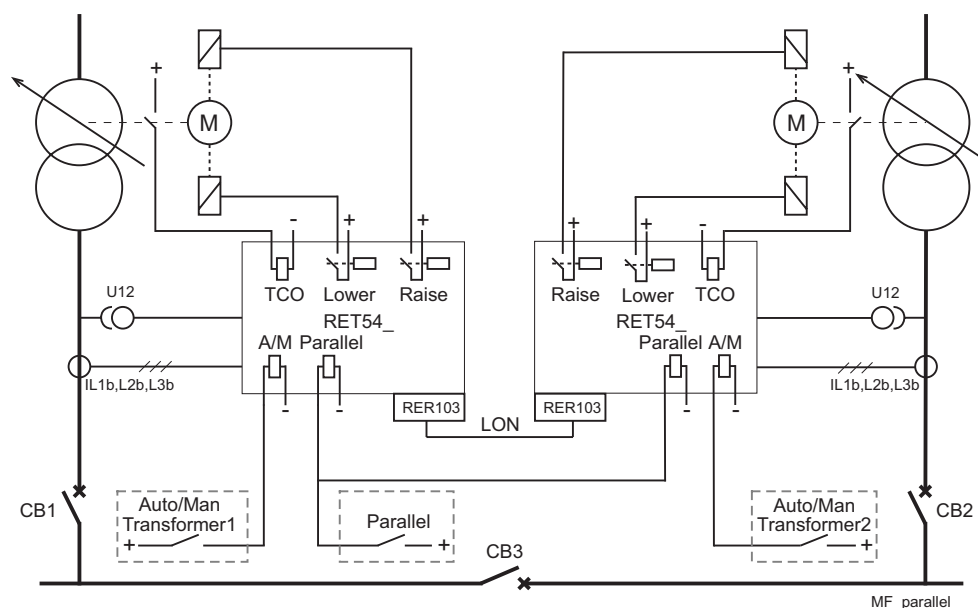 +
M
+
M
- + +
+ + -
TCO Lower Raise
Raise Lower TCO
U12
U12
RET54_
RET54_
A/M Parallel
Parallel A/M
IL1b,L2b,L3b
IL1b,L2b,L3b
- -
- -
RER103
RER103
LON
CB1
Auto/Man
Transformer1
+
Parallel
+
Auto/Man
Transformer2
+
CB2
CB3
MF_parallel